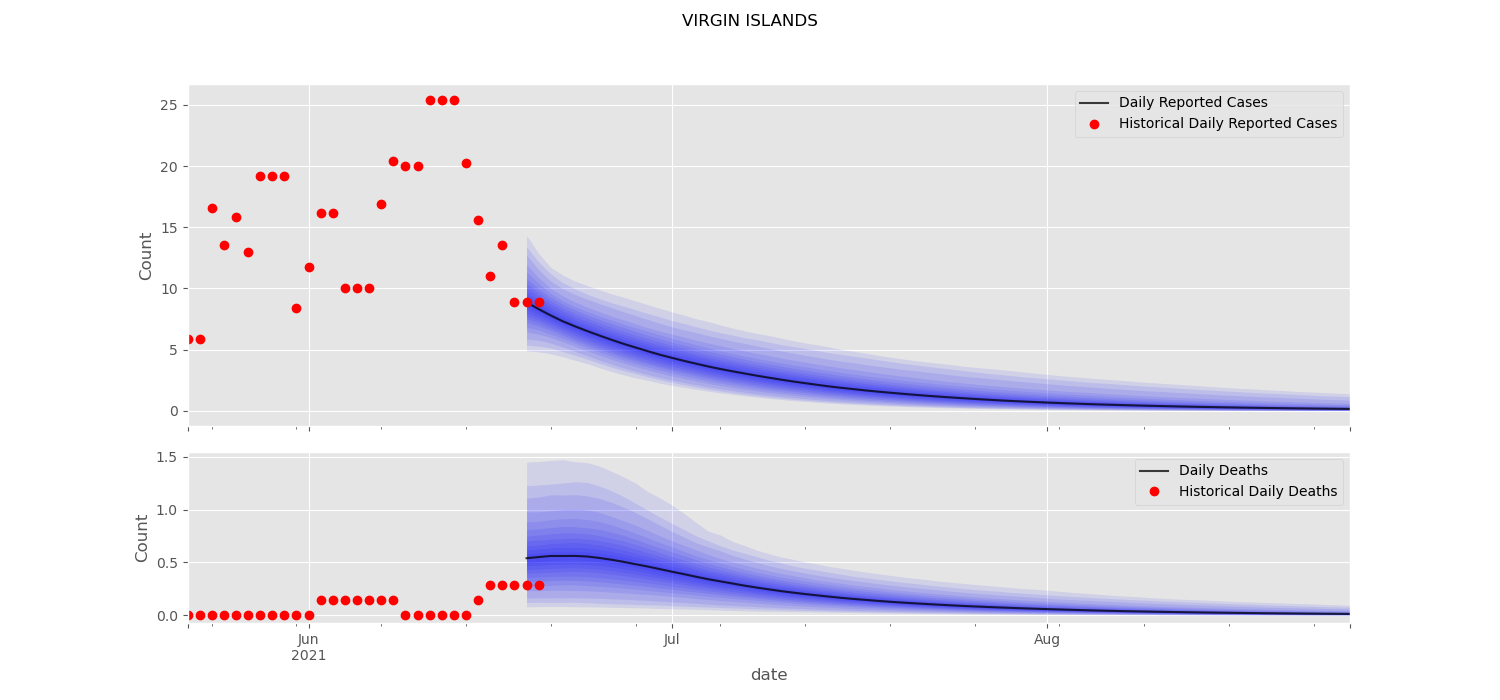 VIRGIN ISLANDS
25
20
15
10
5
0
Count
Daily Reported Cases
Historical Daily Reported Cases
1.5
1.0
0.5
0.0
Count
Daily Deaths
Historical Daily Deaths
Jun
2021
Jul
Aug
date